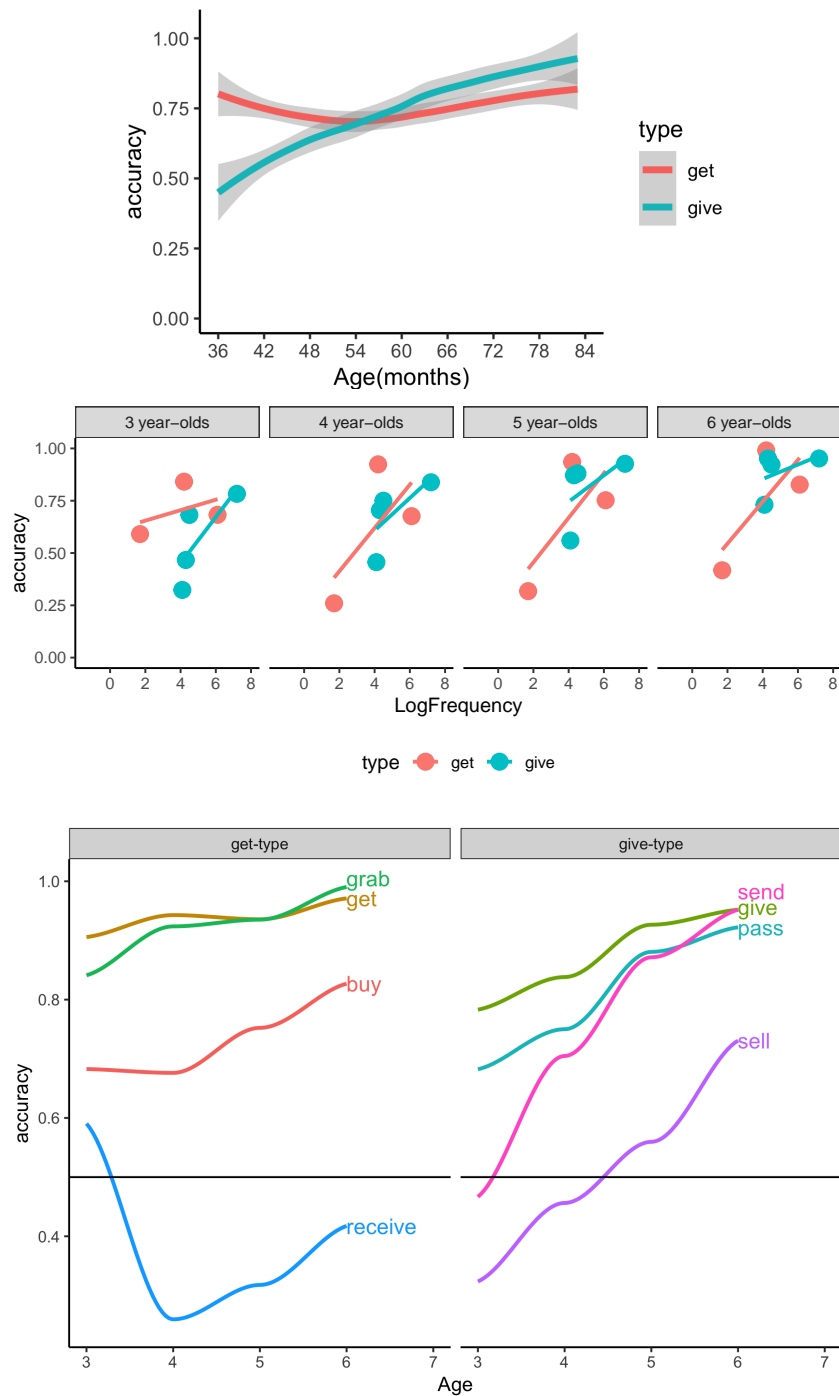 1.00
0.75
0.50
0.25
0.00
accuracy
36 42 48 54 60 66 72 78 84
Age(months)
type
get
give
3 year−olds 4 year−olds 5 year−olds 6 year−olds
1.00
0.75
0.50
0.25
0.00
accuracy
0 2 4 6 8 0 2 4 6 8 0 2 4 6 8 0 2 4 6 8
LogFrequency
type get give
get-type give-type
1.0
0.8
0.6
0.4
accuracy
grab
get
buy
receive
send
give
pass
sell
3 4 5 6 7 3 4 5 6 7
Age